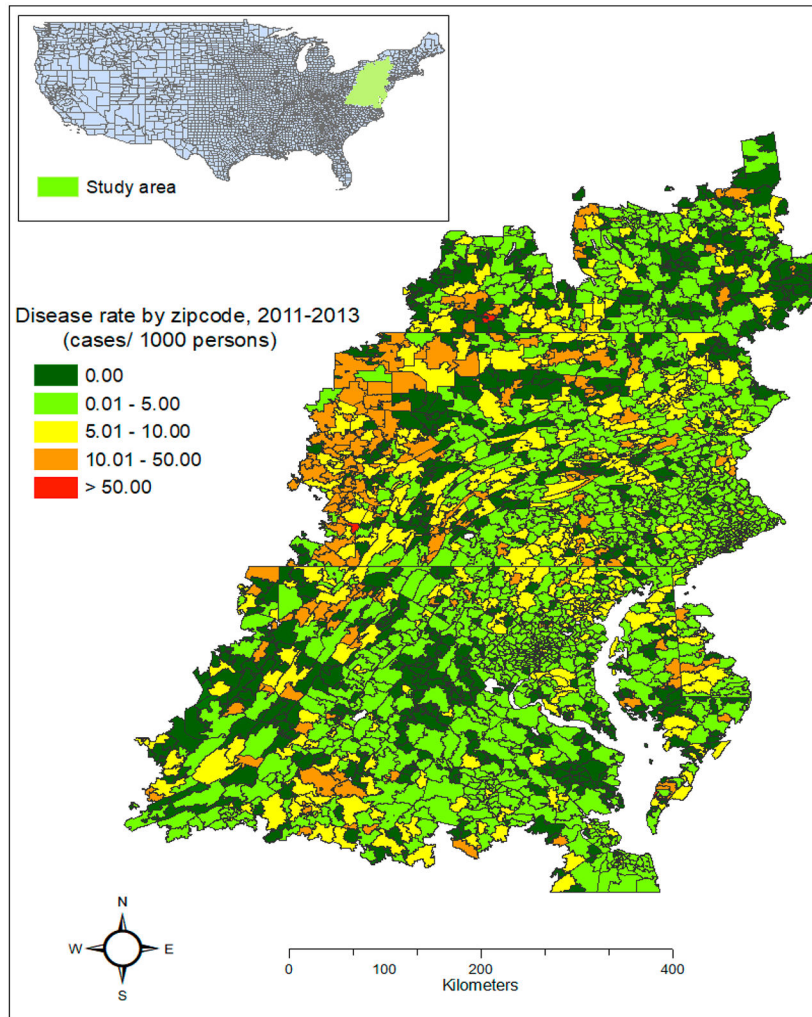 Study area
Disease rate by zipcode, 2011-2013
(cases/ 1000 persons)
0.00
0.01 - 5.00
5.01 - 10.00
10.01 - 50.00
> 50.00
N
W E
S
0 100 200 400
Kilometers